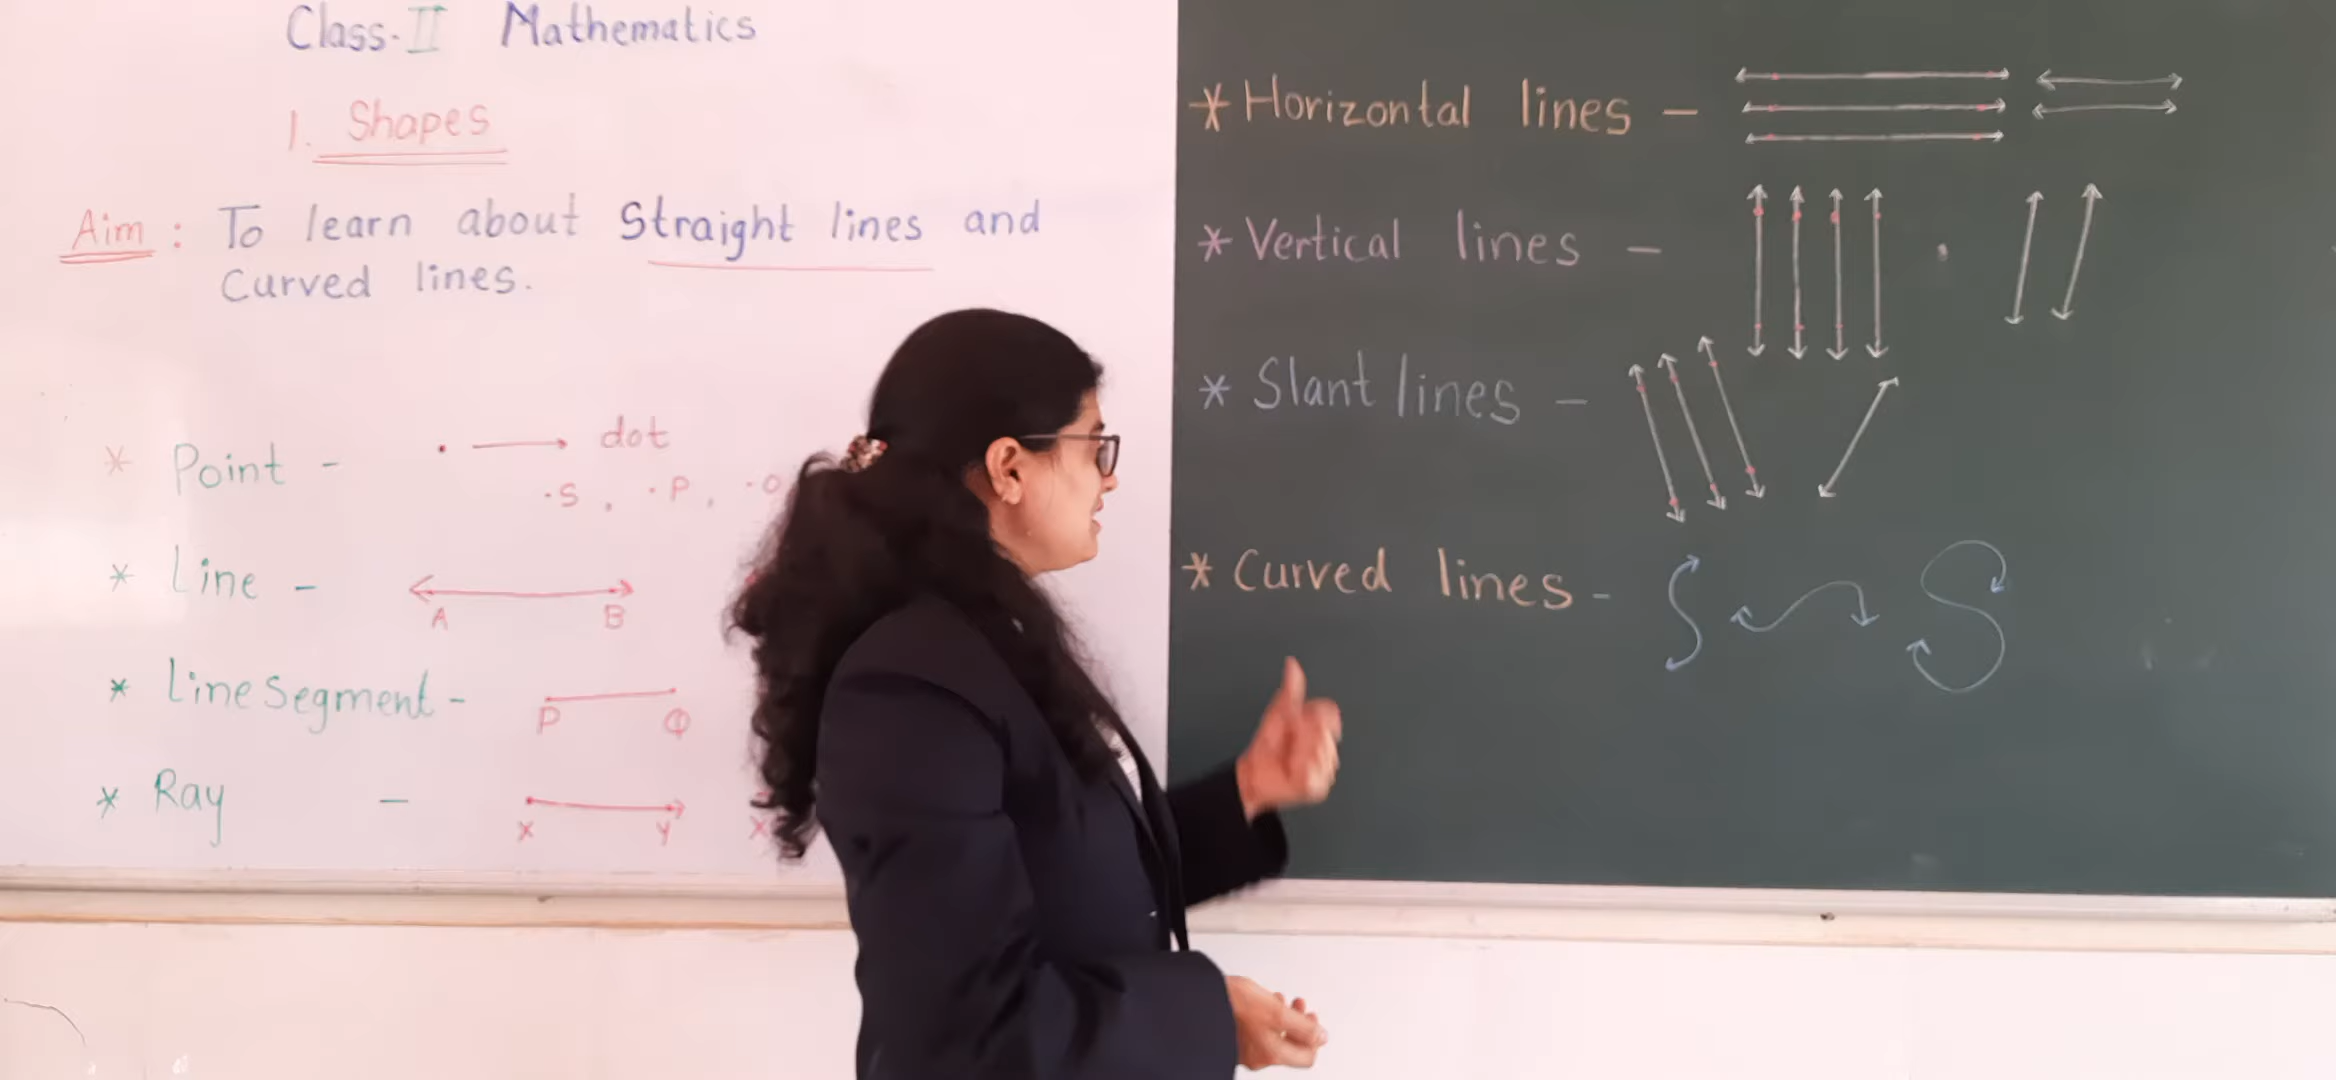 Class-II Mathematics
1. Shapes
Aim : To learn about Straight lines and
Curved lines.
* Point - . → dot
.S , .P , .O
* Line -
A B
* Line Segment -
P Q
* Ray -
X Y X
* Horizontal lines -
* Vertical lines -
* Slant lines -
* Curved lines -